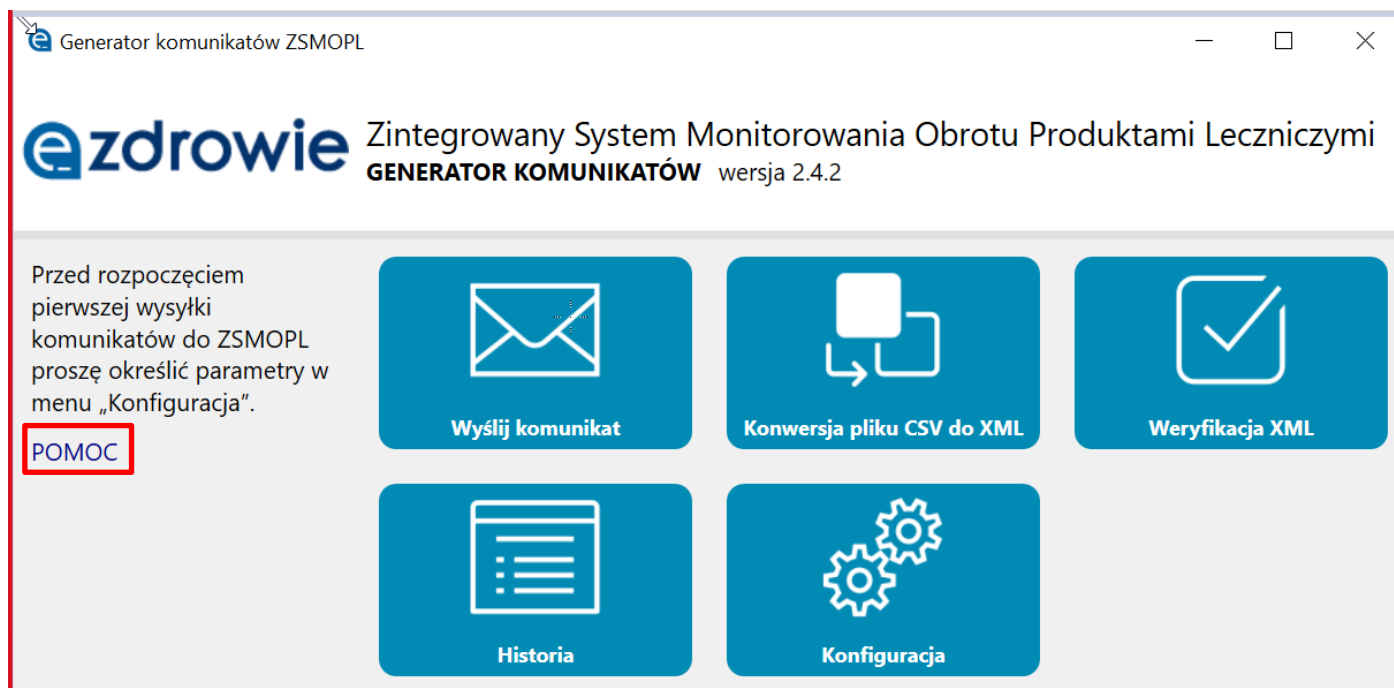 Generator komunikatów ZSMOPL
ezdrowie
Zintegrowany System Monitorowania Obrotu Produktami Leczniczymi
GENERATOR KOMUNIKATÓW wersja 2.4.2
Przed rozpoczęciem
pierwszej wysyłki
komunikatów do ZSMOPL
proszę określić parametry w
menu „Konfiguracja”.
POMOC
Wyślij komunikat
Konwersja pliku CSV do XML
Weryfikacja XML
Historia
Konfiguracja